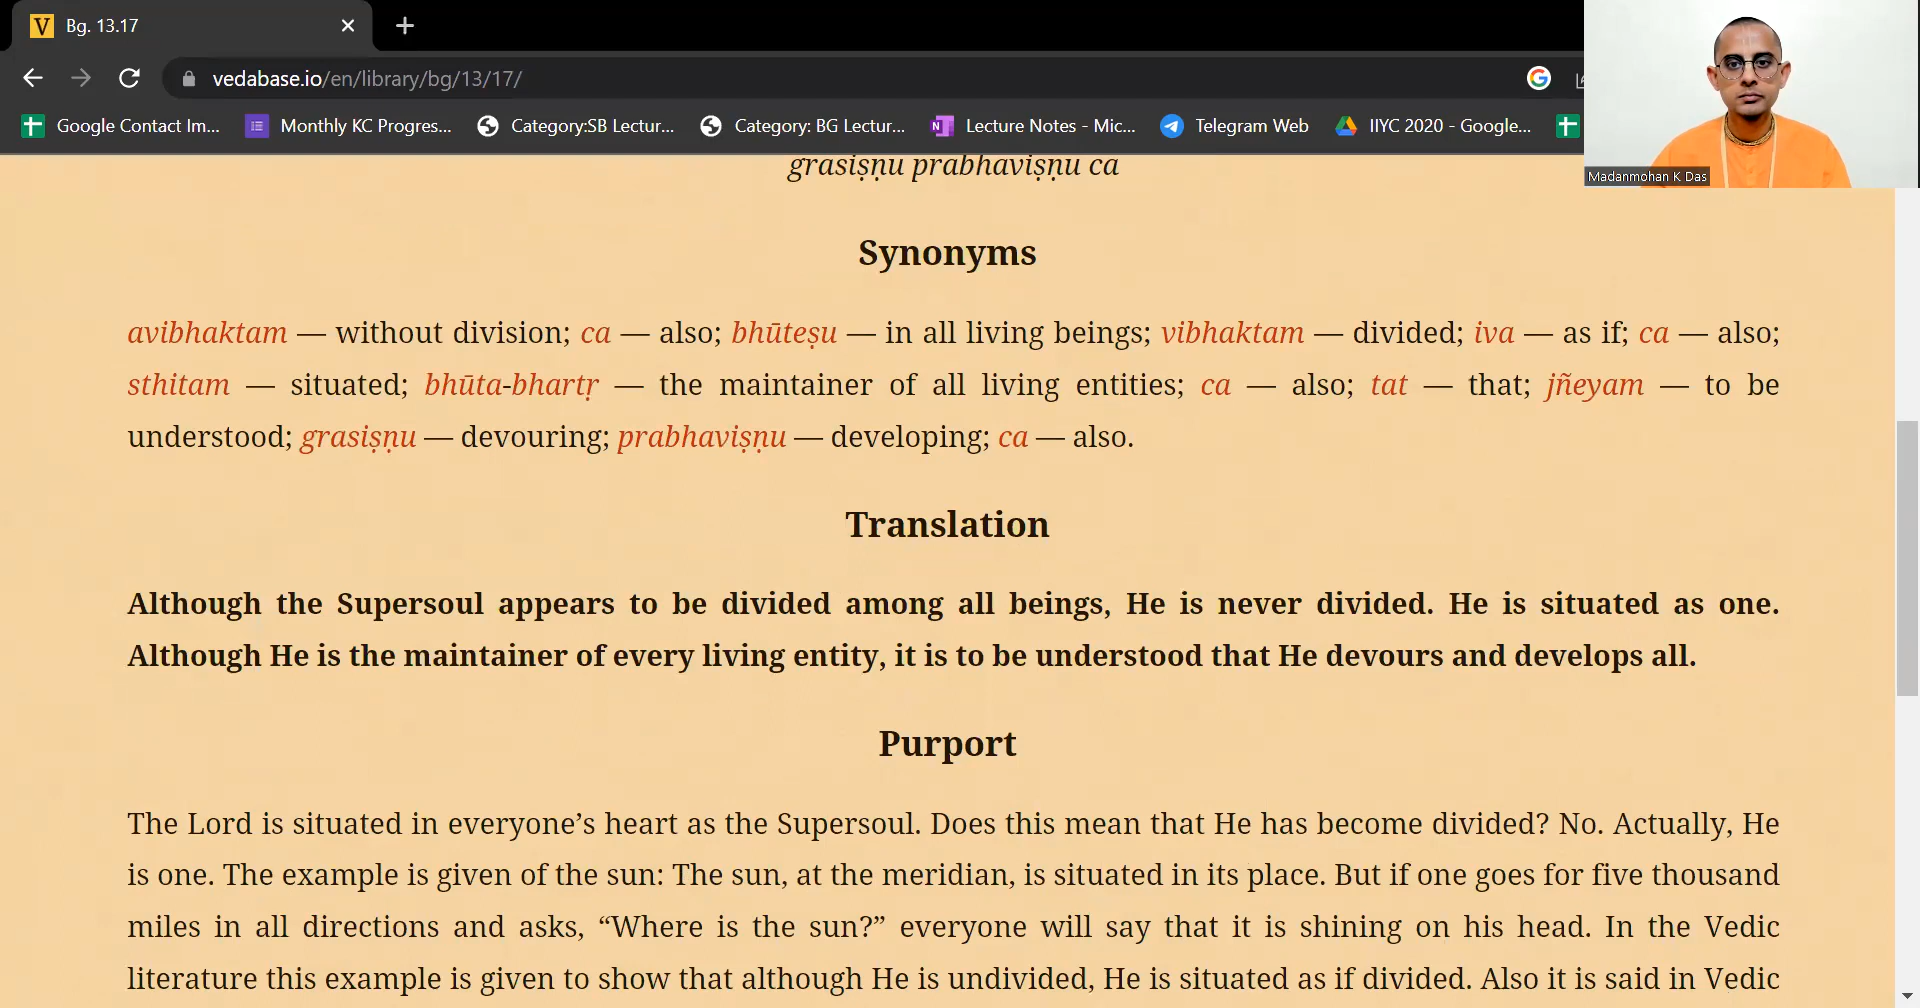 Bg. 13.17
vedabase.io/en/library/bg/13/17/
Google Contact Im... Monthly KC Progres... Category:SB Lectur... Category: BG Lectur... Lecture Notes - Mic... Telegram Web IIYC 2020 - Google...
Madanmohan K Das
grasiṣṇu prabhaviṣṇu ca
Synonyms
avibhaktam — without division; ca — also; bhūteṣu — in all living beings; vibhaktam — divided; iva — as if; ca — also;
sthitam — situated; bhūta-bhartṛ — the maintainer of all living entities; ca — also; tat — that; jñeyam — to be
understood; grasiṣṇu — devouring; prabhaviṣṇu — developing; ca — also.
Translation
Although the Supersoul appears to be divided among all beings, He is never divided. He is situated as one.
Although He is the maintainer of every living entity, it is to be understood that He devours and develops all.
Purport
The Lord is situated in everyone’s heart as the Supersoul. Does this mean that He has become divided? No. Actually, He
is one. The example is given of the sun: The sun, at the meridian, is situated in its place. But if one goes for five thousand
miles in all directions and asks, “Where is the sun?” everyone will say that it is shining on his head. In the Vedic
literature this example is given to show that although He is undivided, He is situated as if divided. Also it is said in Vedic